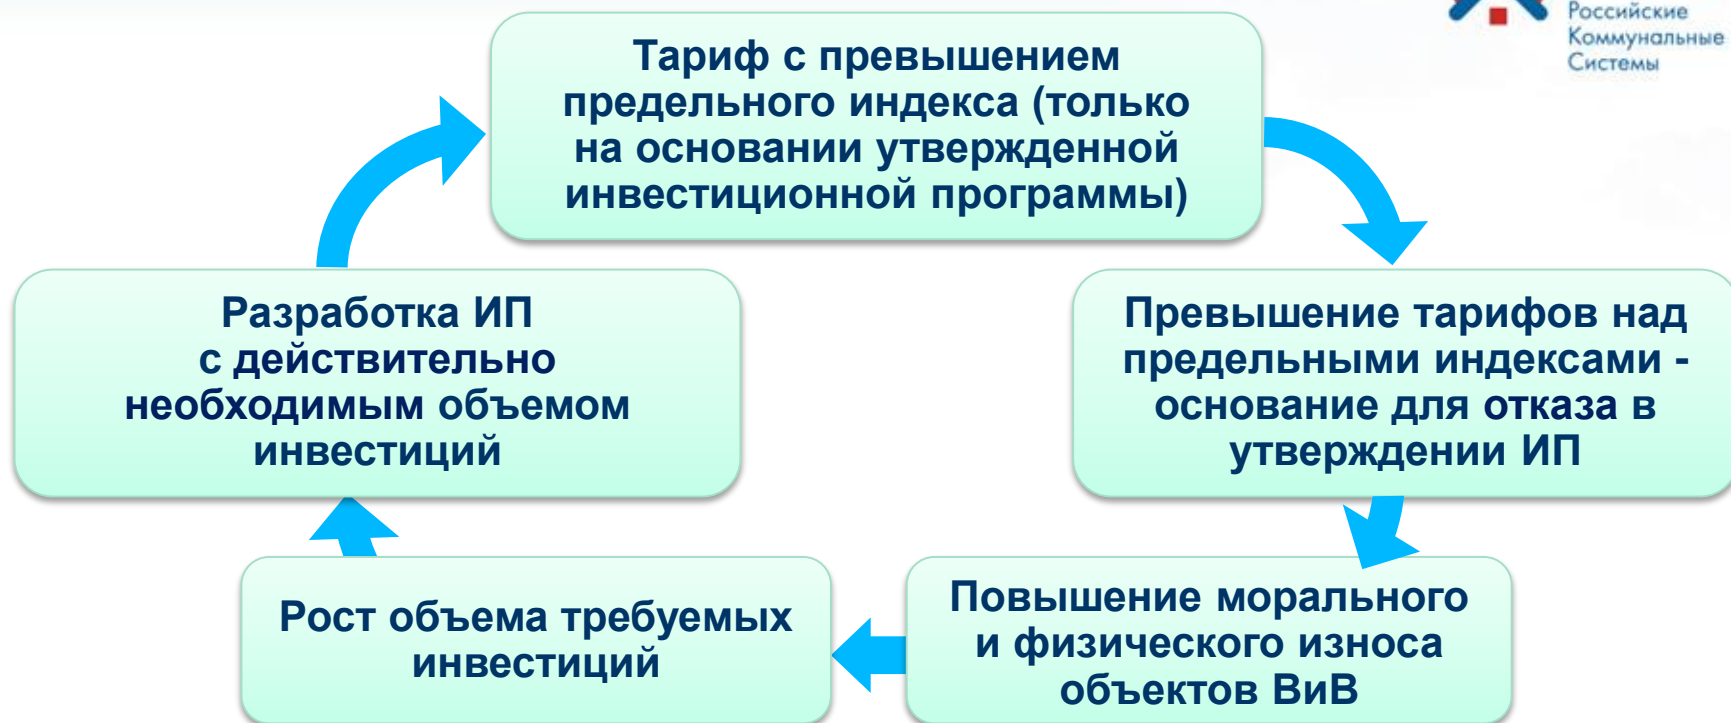 Российские
Коммунальные
Системы
Тариф с превышением
предельного индекса (только
на основании утвержденной
инвестиционной программы)
Превышение тарифов над
предельными индексами -
основание для отказа в
утверждении ИП
Повышение морального
и физического износа
объектов ВиВ
Рост объема требуемых
инвестиций
Разработка ИП
с действительно
необходимым объемом
инвестиций